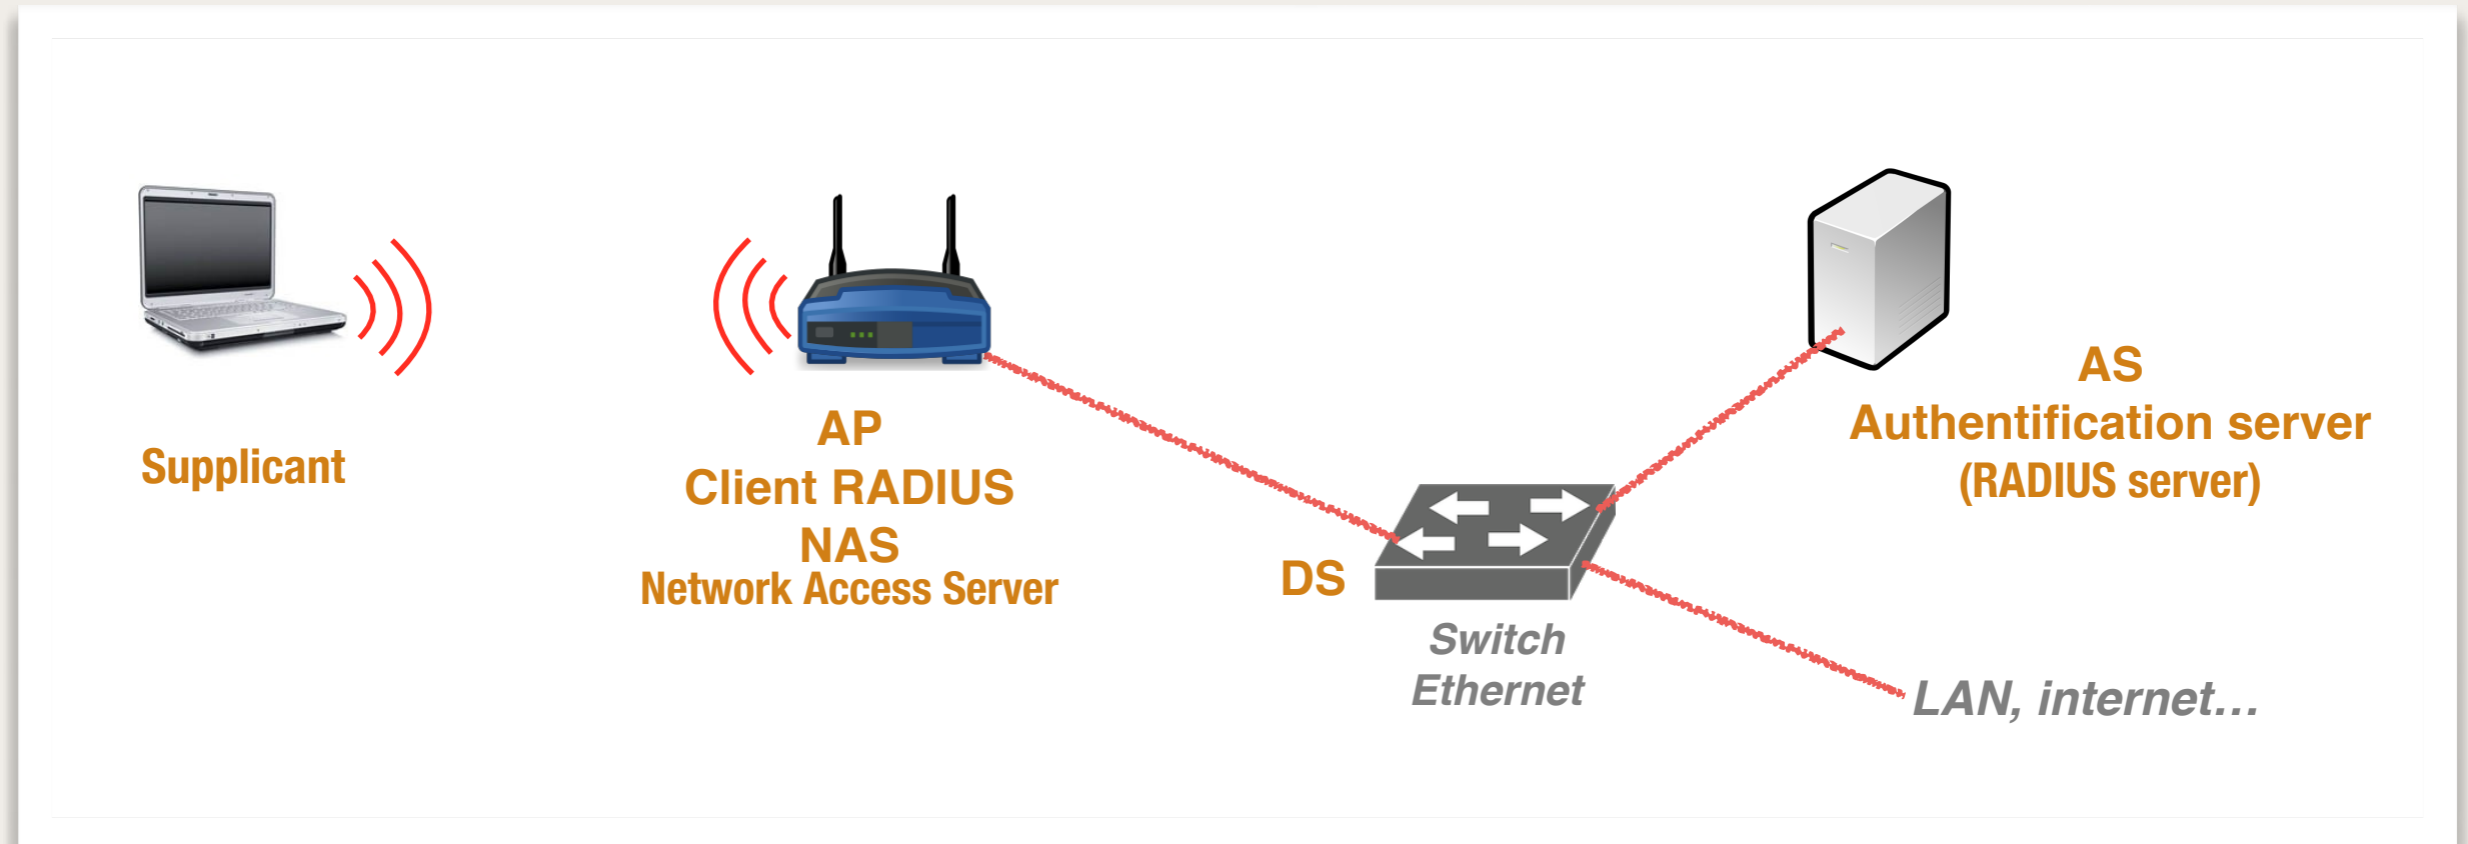 Supplicant
AP
Client RADIUS
NAS
Network Access Server
DS
Switch
Ethernet
AS
Authentification server
(RADIUS server)
LAN, internet…